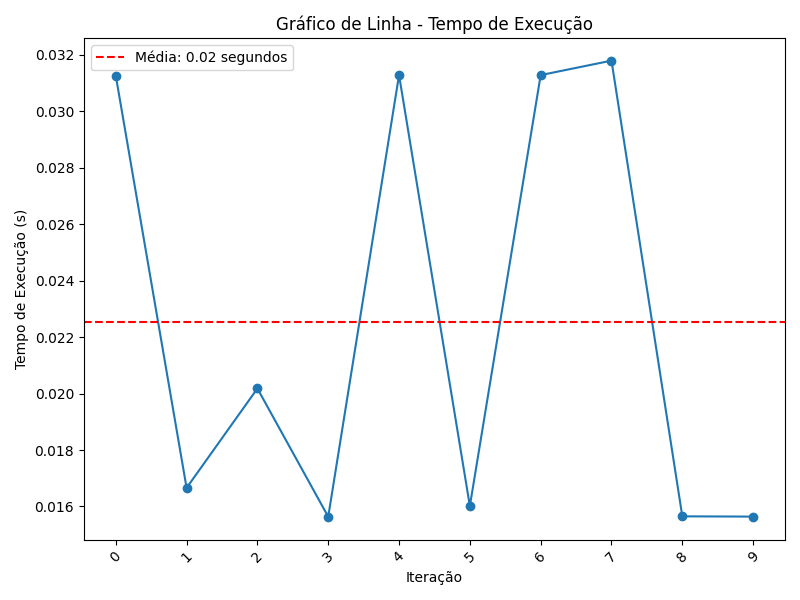 Gráfico de Linha - Tempo de Execução
Média: 0.02 segundos
Tempo de Execução (s)
0.032
0.030
0.028
0.026
0.024
0.022
0.020
0.018
0.016
0 1 2 3 4 5 6 7 8 9
Iteração